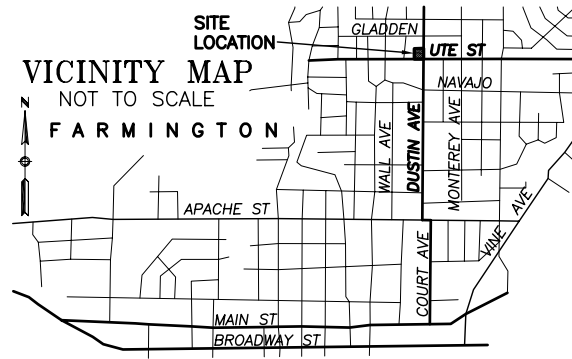 SITE
LOCATION
GLADDEN
UTE ST
VICINITY MAP
NOT TO SCALE
NAVAJO
N
FARMINGTON
WALL AVE
DUSTIN AVE
MONTEREY AVE
APACHE ST
VINE AVE
COURT AVE
MAIN ST
BROADWAY ST